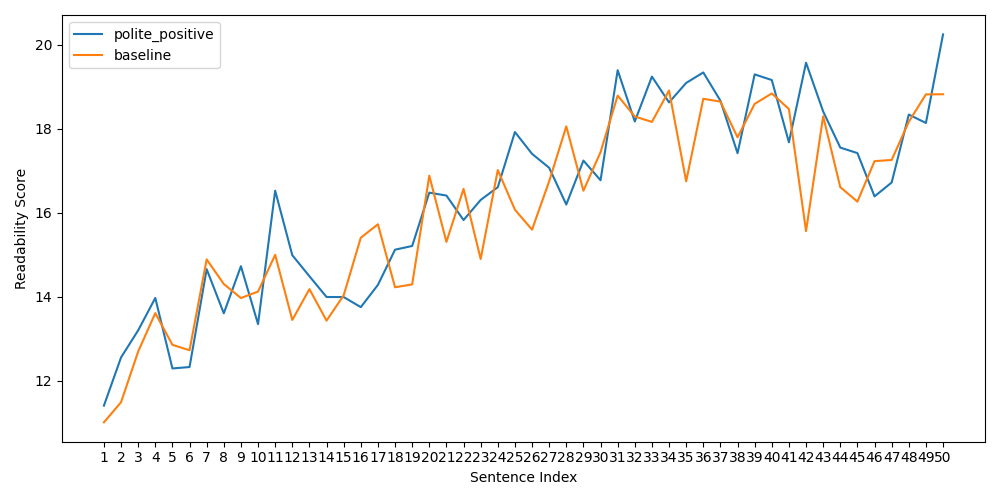 polite_positive
baseline
20
18
16
14
12
Readability Score
1 2 3 4 5 6 7 8 9 10 11 12 13 14 15 16 17 18 19 20 21 22 23 24 25 26 27 28 29 30 31 32 33 34 35 36 37 38 39 40 41 42 43 44 45 46 47 48 49 50
Sentence Index